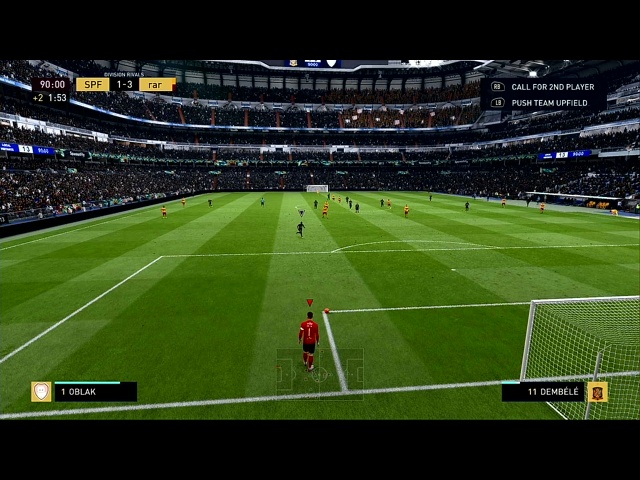 DIVISION RIVALS
90:00 SPF 1-3 rar
+2 1:53
RB CALL FOR 2ND PLAYER
LB PUSH TEAM UPFIELD
1
1 OBLAK
11 DEMBÉLÉ